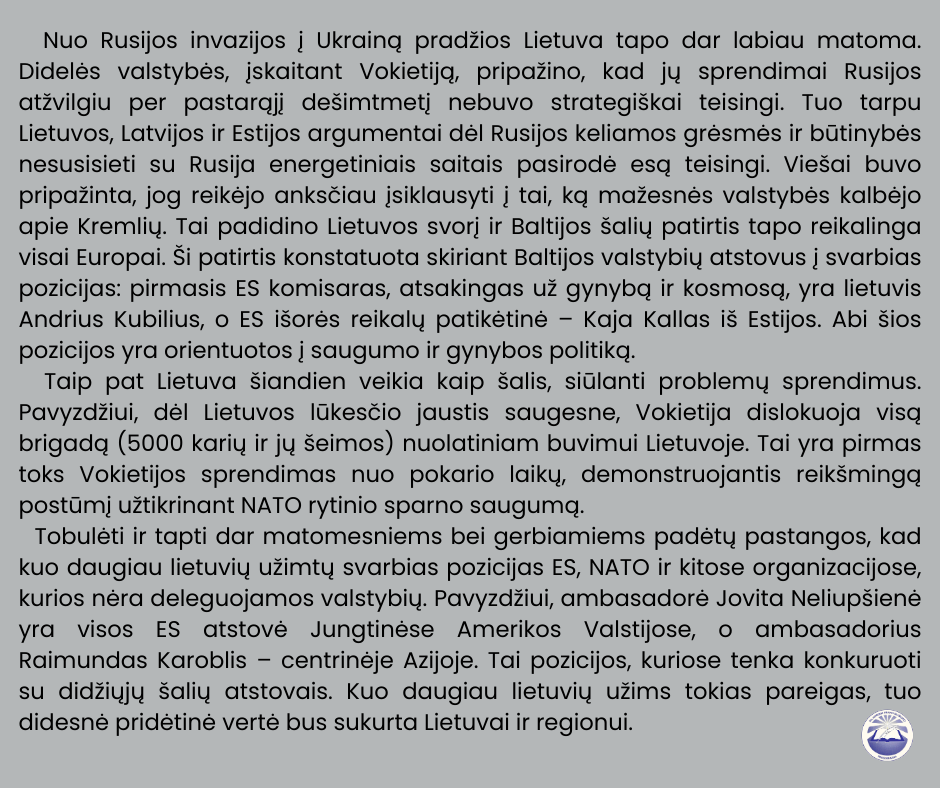 Nuo Rusijos invazijos į Ukrainą pradžios Lietuva tapo dar labiau matoma.
Didelės valstybės, įskaitant Vokietiją, pripažino, kad jų sprendimai Rusijos
atžvilgiu per pastarąjį dešimtmetį nebuvo strategiškai teisingi. Tuo tarpu
Lietuvos, Latvijos ir Estijos argumentai dėl Rusijos keliamos grėsmės ir būtinybės
nesusisieti su Rusija energetiniais saitais pasirodė esą teisingi. Viešai buvo
pripažinta, jog reikėjo anksčiau įsiklausyti į tai, ką mažesnės valstybės kalbėjo
apie Kremlių. Tai padidino Lietuvos svorį ir Baltijos šalių patirtis tapo reikalinga
visai Europai. Ši patirtis konstatuota skiriant Baltijos valstybių atstovus į svarbias
pozicijas: pirmasis ES komisaras, atsakingas už gynybą ir kosmosą, yra lietuvis
Andrius Kubilius, o ES išorės reikalų patikėtinė – Kaja Kallas iš Estijos. Abi šios
pozicijos yra orientuotos į saugumo ir gynybos politiką.
Taip pat Lietuva šiandien veikia kaip šalis, siūlanti problemų sprendimus.
Pavyzdžiui, dėl Lietuvos lūkesčio jaustis saugesne, Vokietija dislokuoja visą
brigadą (5000 karių ir jų šeimos) nuolatiniam buvimui Lietuvoje. Tai yra pirmas
toks Vokietijos sprendimas nuo pokario laikų, demonstruojantis reikšmingą
postūmį užtikrinant NATO rytinio sparno saugumą.
Tobulėti ir tapti dar matomesniems bei gerbiamiems padėtų pastangos, kad
kuo daugiau lietuvių užimtų svarbias pozicijas ES, NATO ir kitose organizacijose,
kurios nėra deleguojamos valstybių. Pavyzdžiui, ambasadorė Jovita Neliupšienė
yra visos ES atstovė Jungtinėse Amerikos Valstijose, o ambasadorius
Raimundas Karoblis – centrinėje Azijoje. Tai pozicijos, kuriose tenka konkuruoti
su didžiųjų šalių atstovais. Kuo daugiau lietuvių užims tokias pareigas, tuo
didesnė pridėtinė vertė bus sukurta Lietuvai ir regionui.